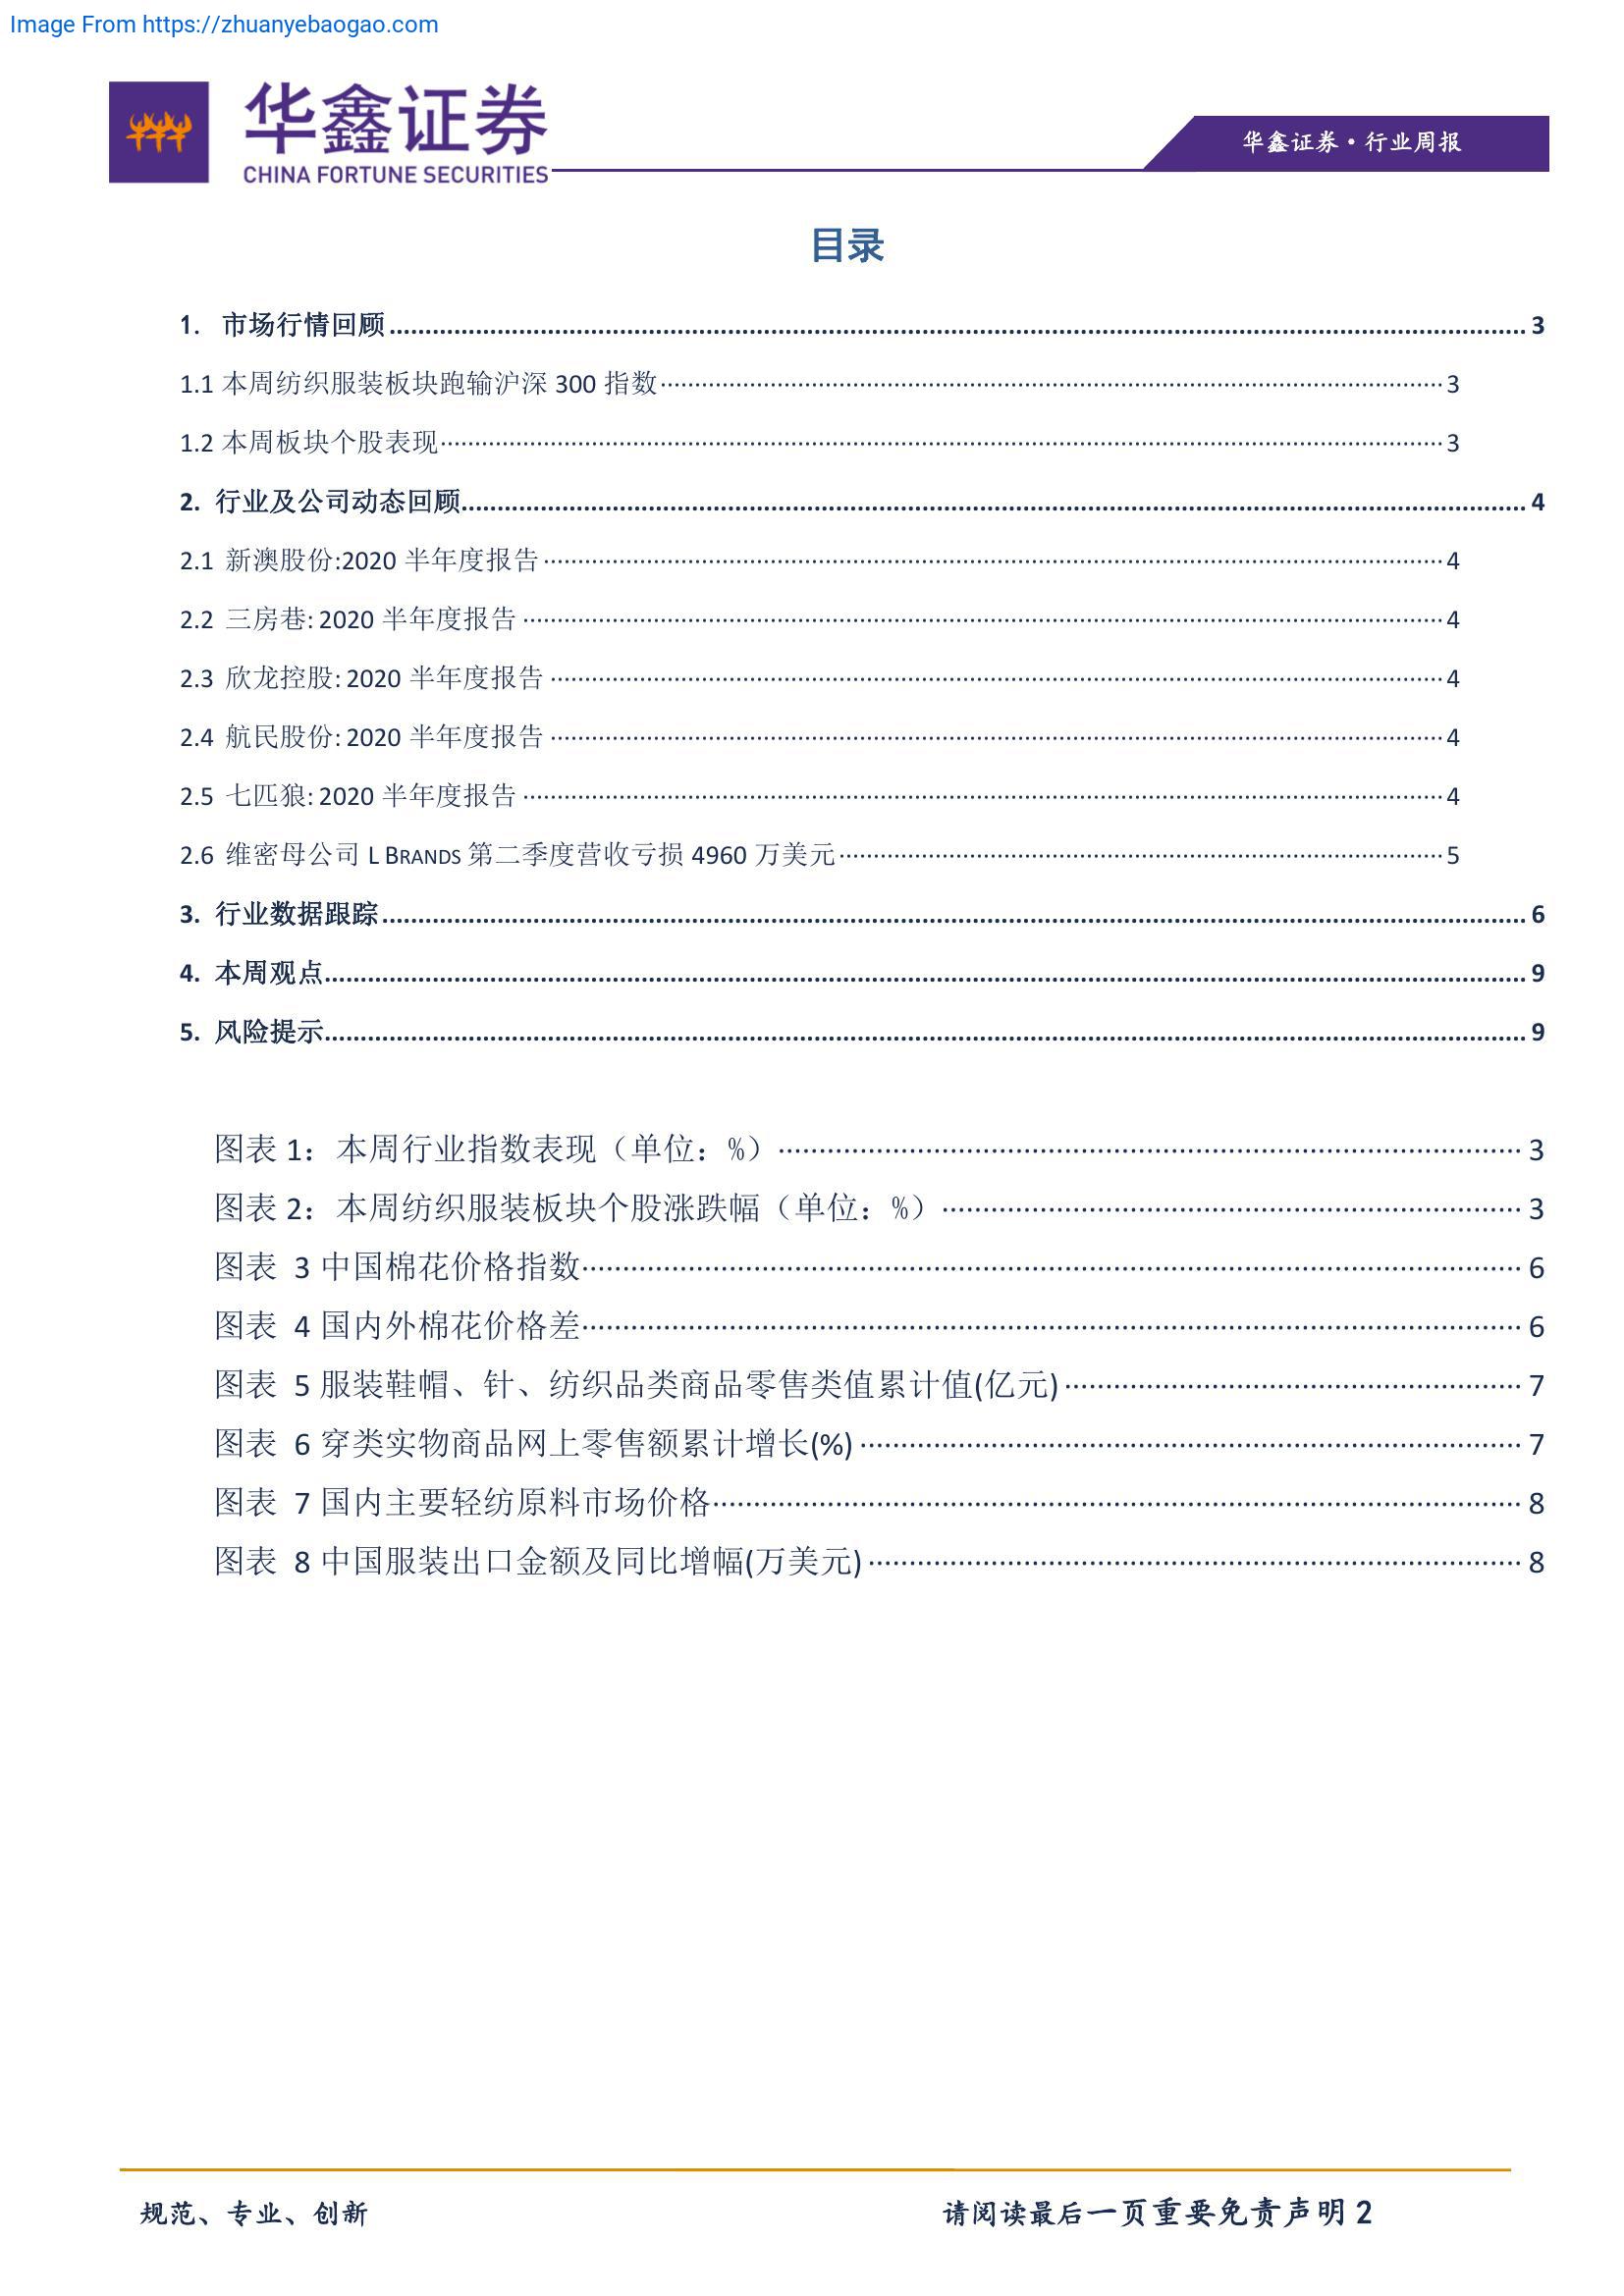 Image From https://zhuanyebaogao.com
华鑫证券
CHINA FORTUNE SECURITIES
华鑫证券·行业周报
目录
1. 市场行情回顾 3
1.1 本周纺织服装板块跑输沪深 300 指数 3
1.2 本周板块个股表现 3
2. 行业及公司动态回顾 4
2.1 新澳股份:2020 半年度报告 4
2.2 三房巷: 2020 半年度报告 4
2.3 欣龙控股: 2020 半年度报告 4
2.4 航民股份: 2020 半年度报告 4
2.5 七匹狼: 2020 半年度报告 4
2.6 维密母公司 L BRANDS 第二季度营收亏损 4960 万美元 5
3. 行业数据跟踪 6
4. 本周观点 9
5. 风险提示 9
图表 1：本周行业指数表现（单位：%） 3
图表 2：本周纺织服装板块个股涨跌幅（单位：%） 3
图表 3 中国棉花价格指数 6
图表 4 国内外棉花价格差 6
图表 5 服装鞋帽、针、纺织品类商品零售类值累计值(亿元) 7
图表 6 穿类实物商品网上零售额累计增长(%) 7
图表 7 国内主要轻纺原料市场价格 8
图表 8 中国服装出口金额及同比增幅(万美元) 8
规范、专业、创新
请阅读最后一页重要免责声明 2